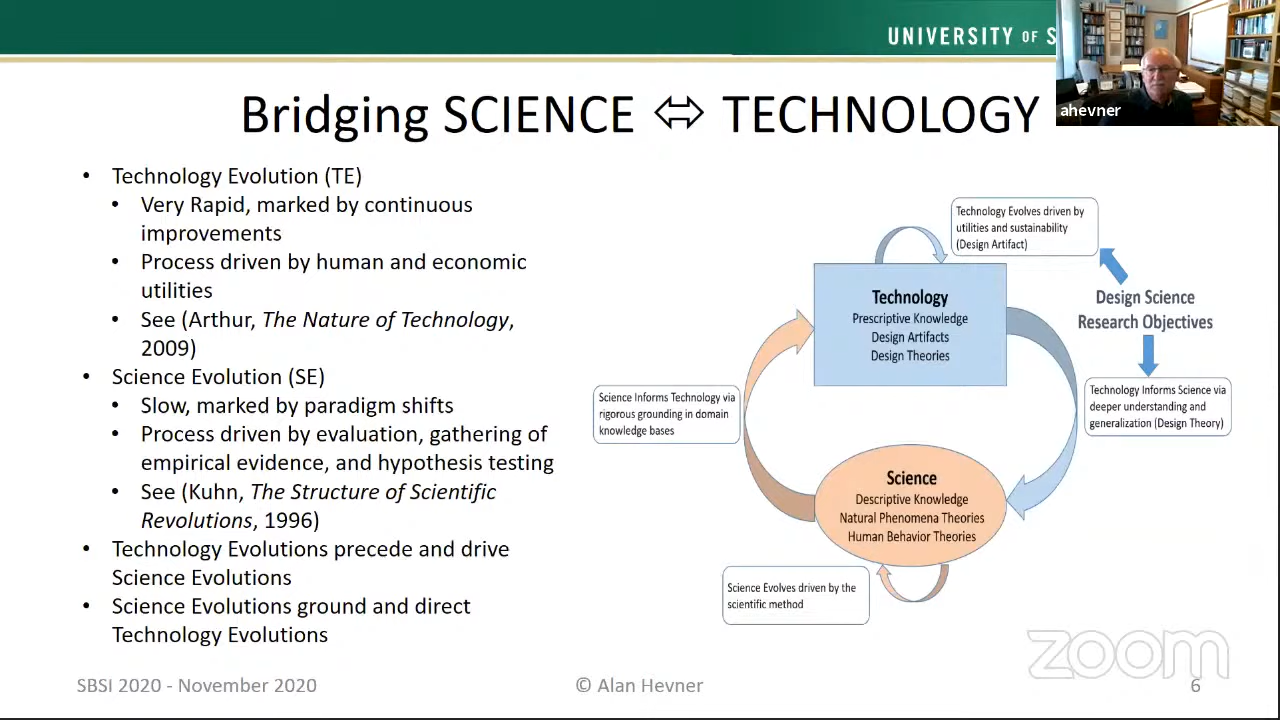 UNIVERSITY OF S
ahevner
Bridging SCIENCE ⇔ TECHNOLOGY
• Technology Evolution (TE)
• Very Rapid, marked by continuous
improvements
• Process driven by human and economic
utilities
• See (Arthur, The Nature of Technology,
2009)
• Science Evolution (SE)
• Slow, marked by paradigm shifts
• Process driven by evaluation, gathering of
empirical evidence, and hypothesis testing
• See (Kuhn, The Structure of Scientific
Revolutions, 1996)
• Technology Evolutions precede and drive
Science Evolutions
• Science Evolutions ground and direct
Technology Evolutions
Technology Evolves driven by
utilities and sustainability
(Design Artifact)
Technology
Prescriptive Knowledge
Design Artifacts
Design Theories
Design Science
Research Objectives
Science Informs Technology via
rigorous grounding in domain
knowledge bases
Technology Informs Science via
deeper understanding and
generalization (Design Theory)
Science
Descriptive Knowledge
Natural Phenomena Theories
Human Behavior Theories
Science Evolves driven by the
scientific method
zoom
SBSI 2020 - November 2020
© Alan Hevner
6